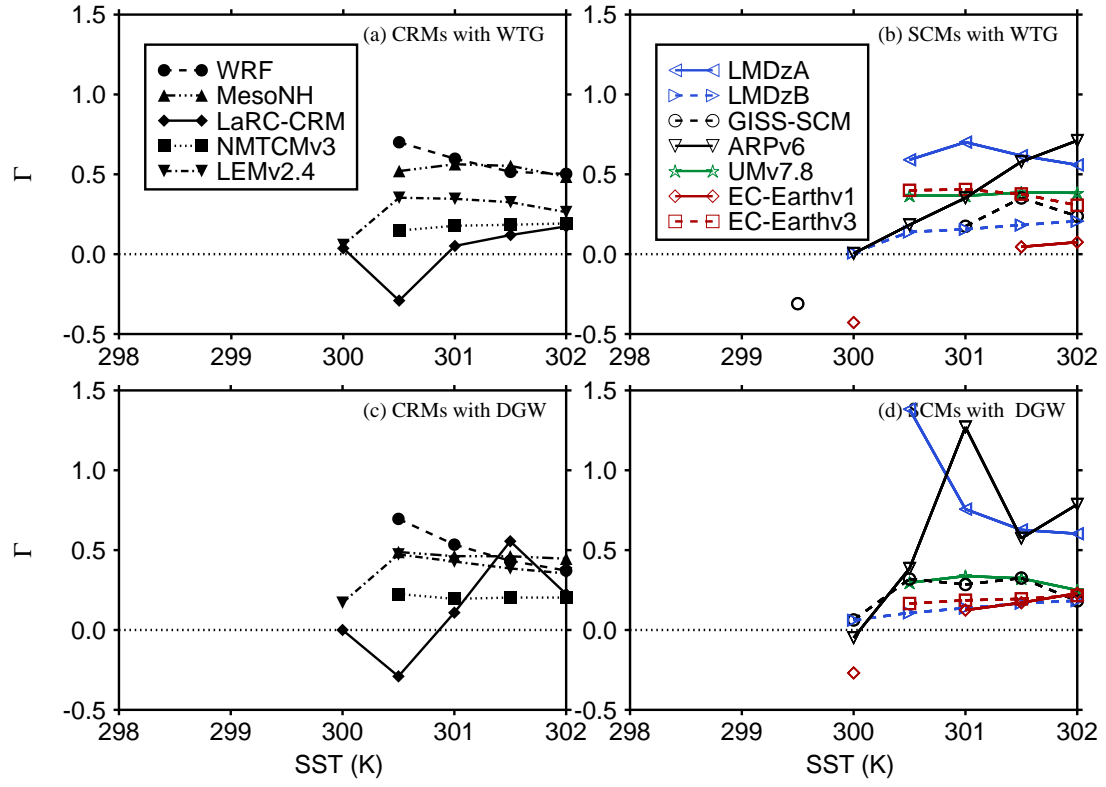 1.5
(a) CRMs with WTG
WRF
MesoNH
LaRC-CRM
NMTCMv3
LEMv2.4
1.0
0.5
0.0
-0.5
Γ
298
299
300
301
302
1.5
(b) SCMs with WTG
LMDzA
LMDzB
GISS-SCM
ARPv6
UMv7.8
EC-Earthv1
EC-Earthv3
1.0
0.5
0.0
-0.5
298
299
300
301
302
1.5
(c) CRMs with DGW
1.0
0.5
0.0
-0.5
Γ
298
299
300
301
302
SST (K)
1.5
(d) SCMs with DGW
1.0
0.5
0.0
-0.5
298
299
300
301
302
SST (K)